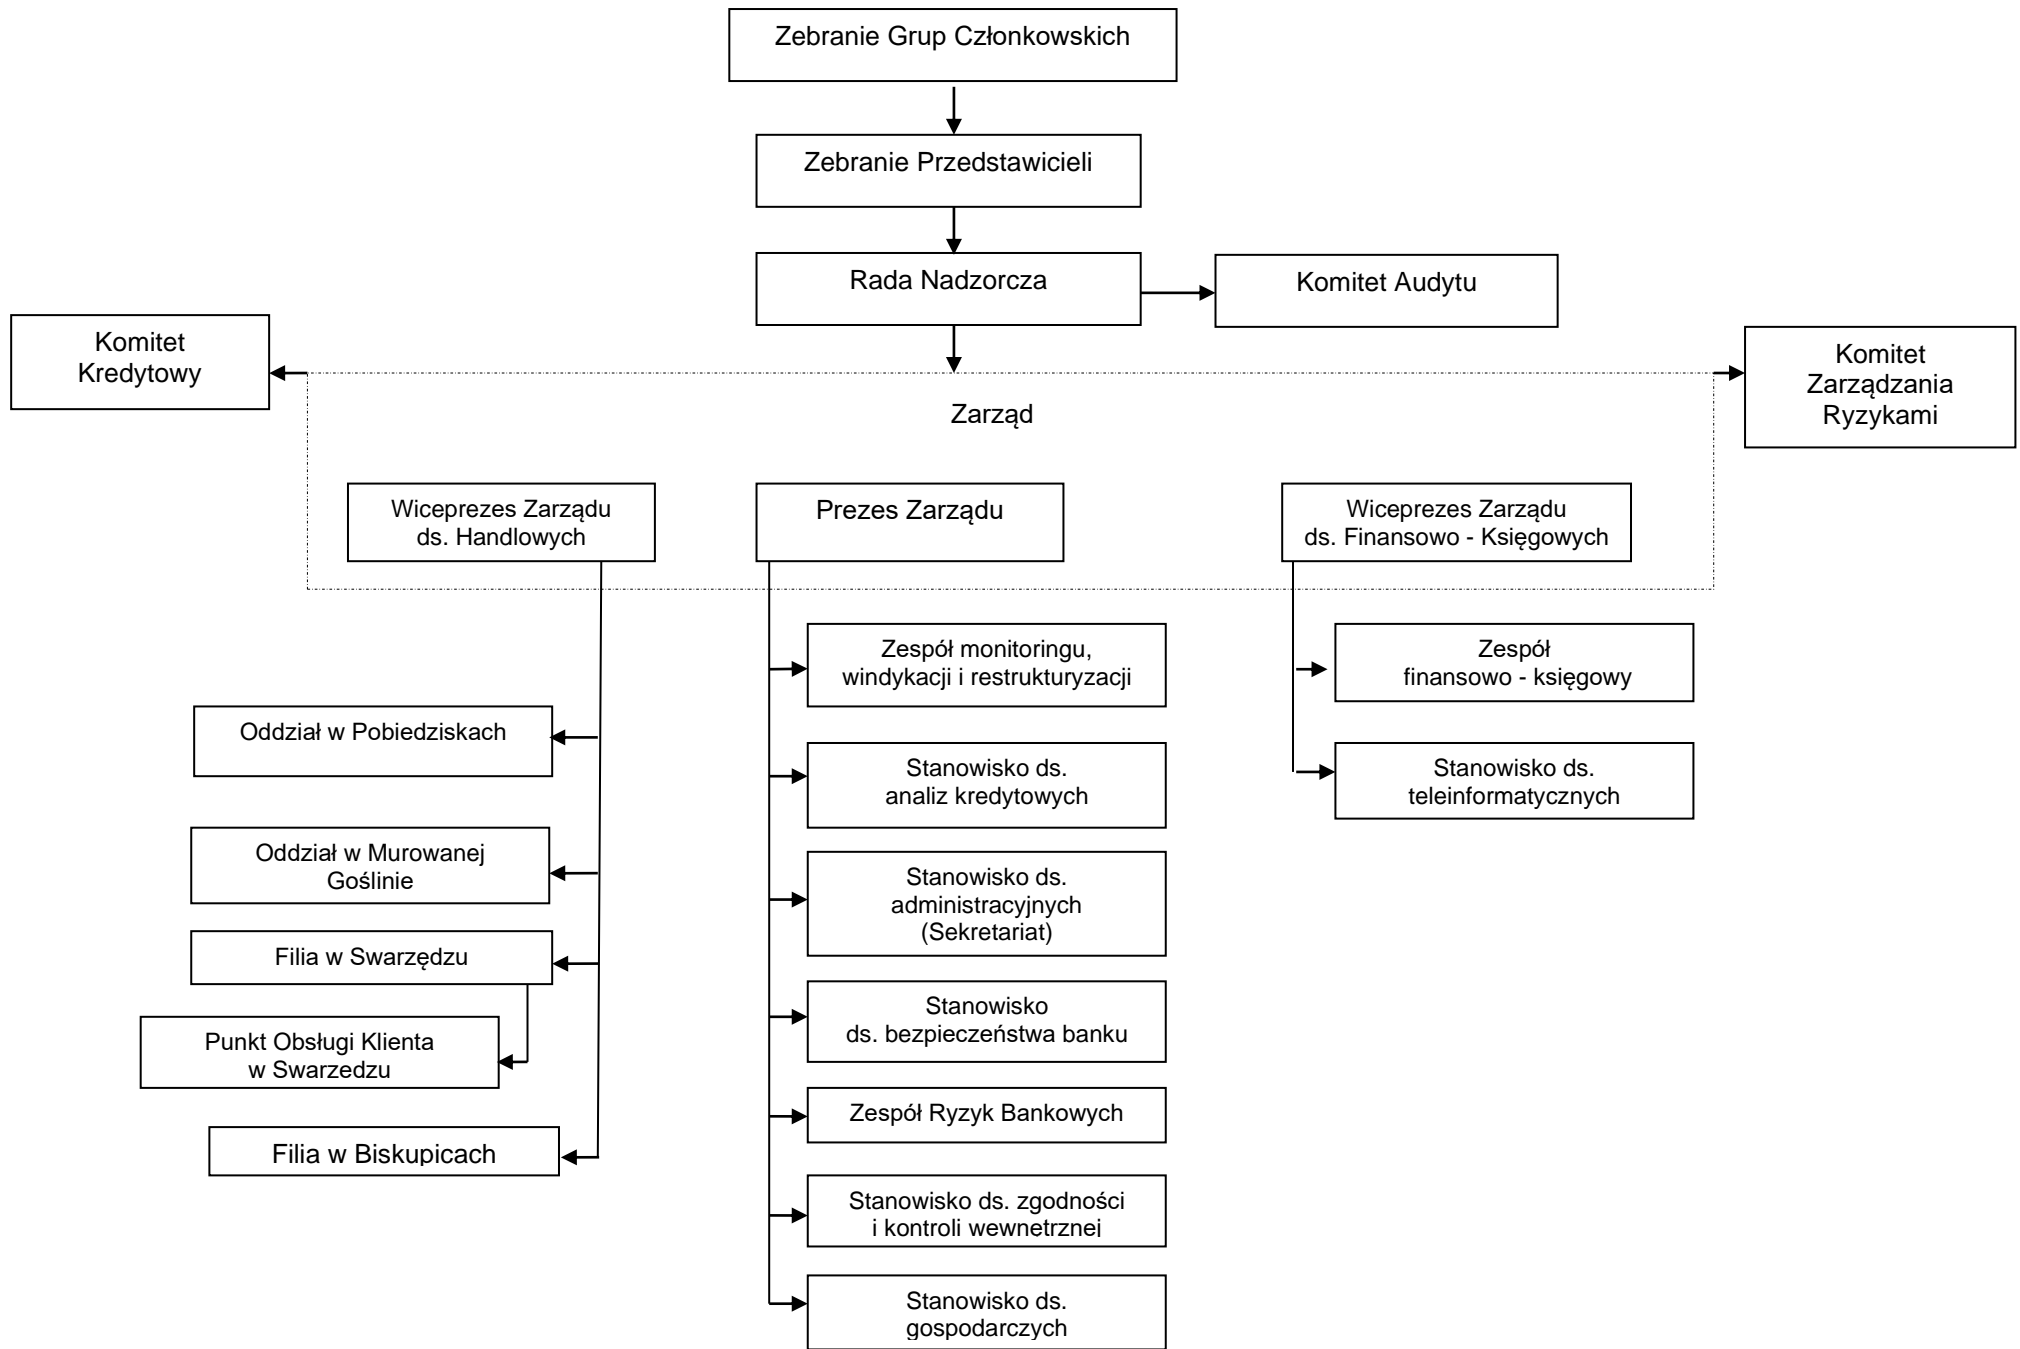 Zebranie Grup Członkowskich
Zebranie Przedstawicieli
Rada Nadzorcza
Komitet Audytu
Komitet
Kredytowy
Komitet
Zarządzania
Ryzykami
Zarząd
Wiceprezes Zarządu
ds. Handlowych
Prezes Zarządu
Wiceprezes Zarządu
ds. Finansowo - Księgowych
Oddział w Pobiedziskach
Oddział w Murowanej
Goślinie
Filia w Swarzędzu
Punkt Obsługi Klienta
w Swarzedzu
Filia w Biskupicach
Zespół monitoringu,
windykacji i restrukturyzacji
Stanowisko ds.
analiz kredytowych
Stanowisko ds.
administracyjnych
(Sekretariat)
Stanowisko
ds. bezpieczeństwa banku
Zespół Ryzyk Bankowych
Stanowisko ds. zgodności
i kontroli wewnetrznej
Stanowisko ds.
gospodarczych
Zespół
finansowo - księgowy
Stanowisko ds.
teleinformatycznych